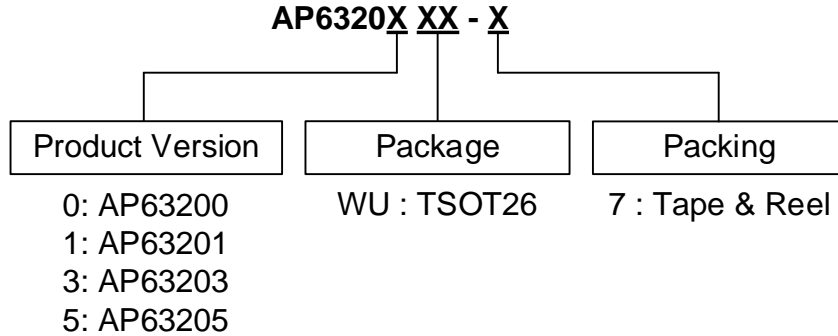 AP6320X XX - X
Product Version
Package
Packing
0: AP63200
1: AP63201
3: AP63203
5: AP63205
WU : TSOT26
7 : Tape & Reel